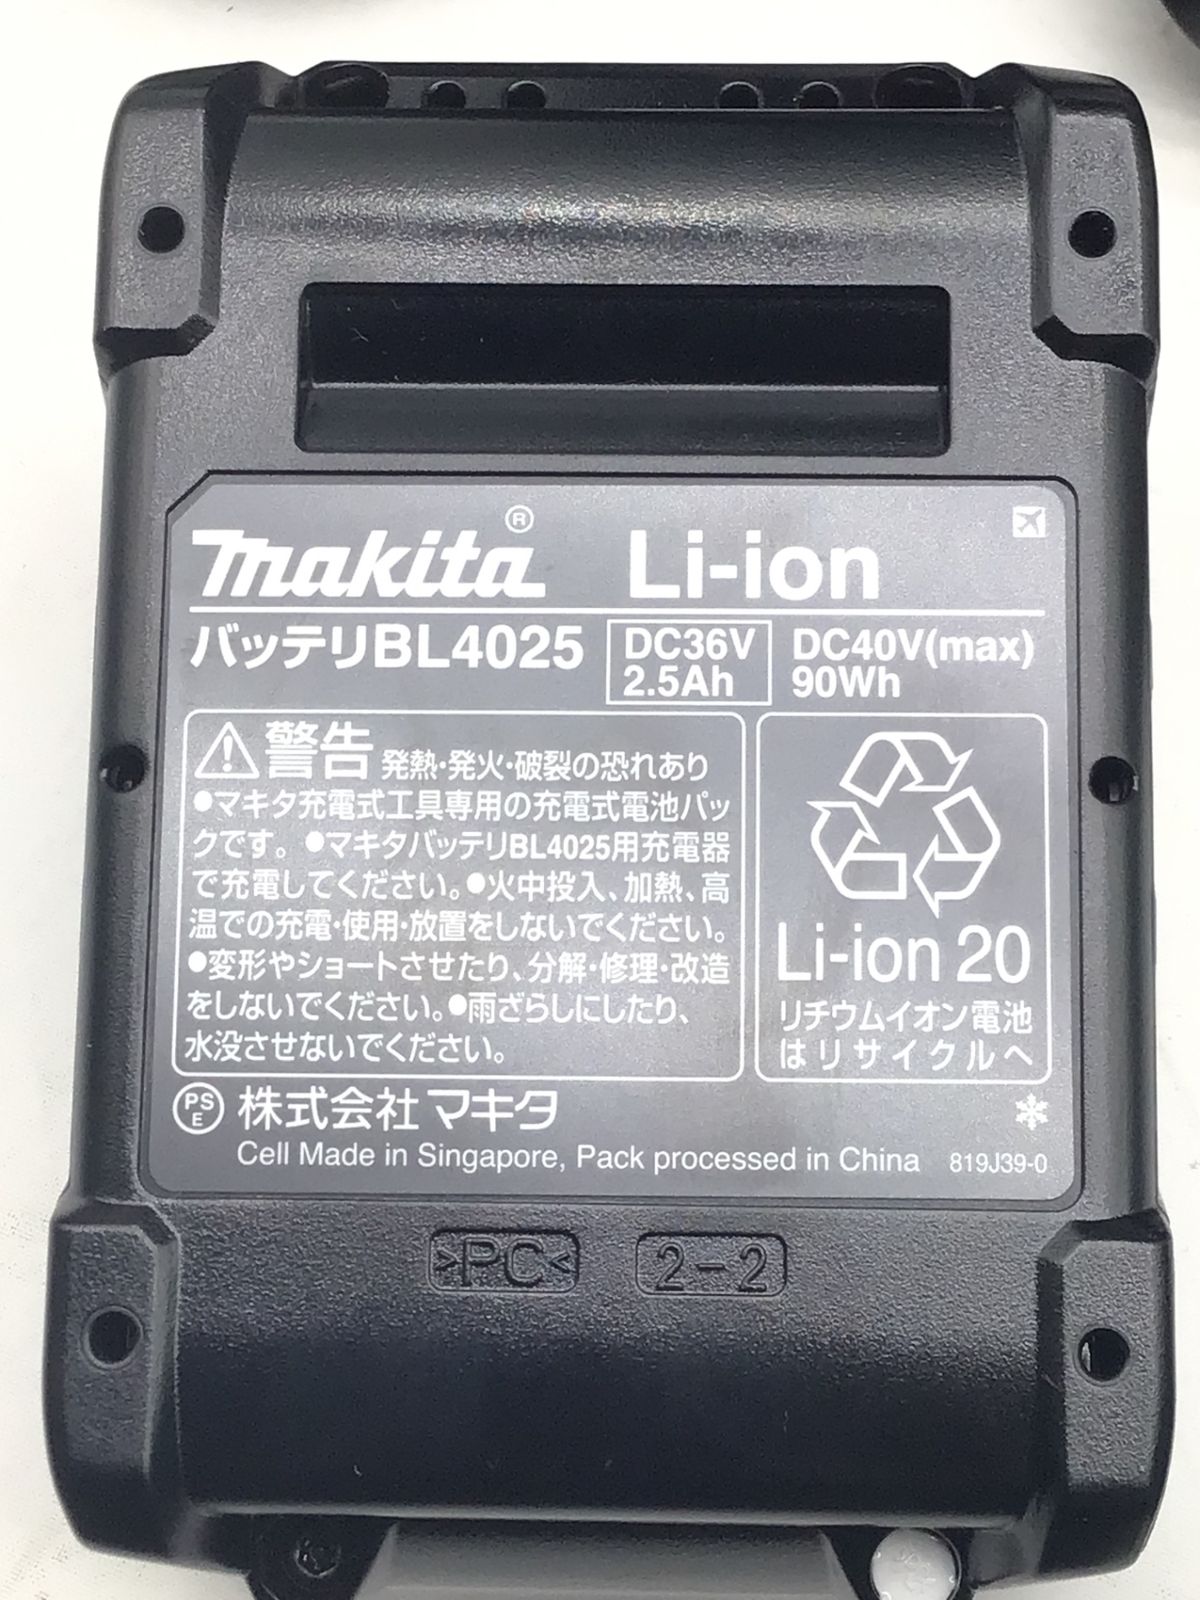 makita® Li-ion
バッテリBL4025 DC36V 2.5Ah DC40V(max) 90Wh
警告 発熱・発火・破裂の恐れあり
●マキタ充電式工具専用の充電式電池パッ
クです。●マキタバッテリBL4025用充電器
で充電してください。●火中投入、加熱、高
温での充電・使用・放置をしないでください。
●変形やショートさせたり、分解・修理・改造
をしないでください。●雨ざらしにしたり、
水没させないでください。
Li-ion 20
リチウムイオン電池
はリサイクルへ
PSE 株式会社マキタ
Cell Made in Singapore, Pack processed in China 819J39-0
>PC< 2-2